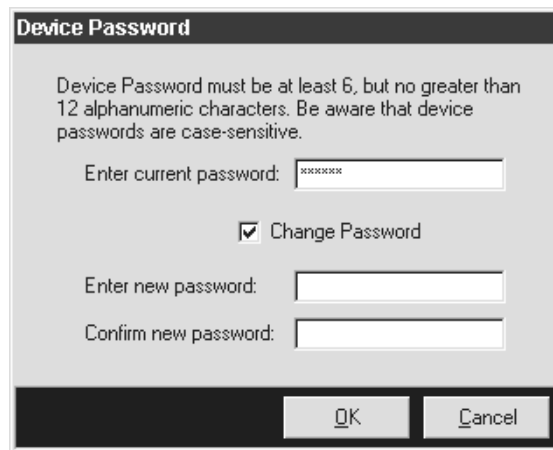 Device Password
Device Password must be at least 6, but no greater than
12 alphanumeric characters. Be aware that device
passwords are case-sensitive.
Enter current password: ××××××
Change Password
Enter new password:
Confirm new password:
OK Cancel